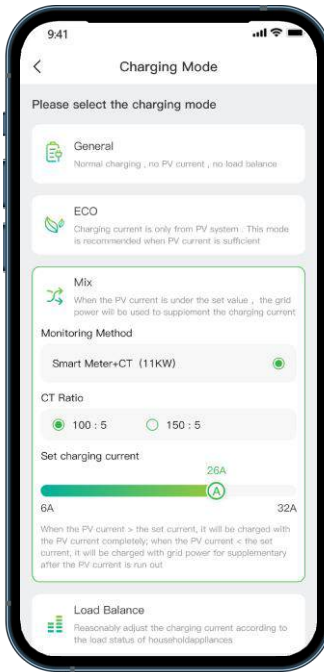 9:41
Charging Mode
Please select the charging mode
General
Normal charging , no PV current , no load balance
ECO
Charging current is only from PV system . This mode
is recommended when PV current is sufficient
Mix
When the PV current is under the set value , the grid
power will be used to supplement the charging current
Monitoring Method
Smart Meter+CT (11KW)
CT Ratio
100 : 5
150 : 5
Set charging current
26A
A
6A
32A
When the PV current > the set current, it will be charged with
the PV current completely; when the PV current < the set
current, it will be charged with grid power for supplementary
after the PV current is run out
Load Balance
Reasonably adjust the charging current according to
the load status of householdappliances